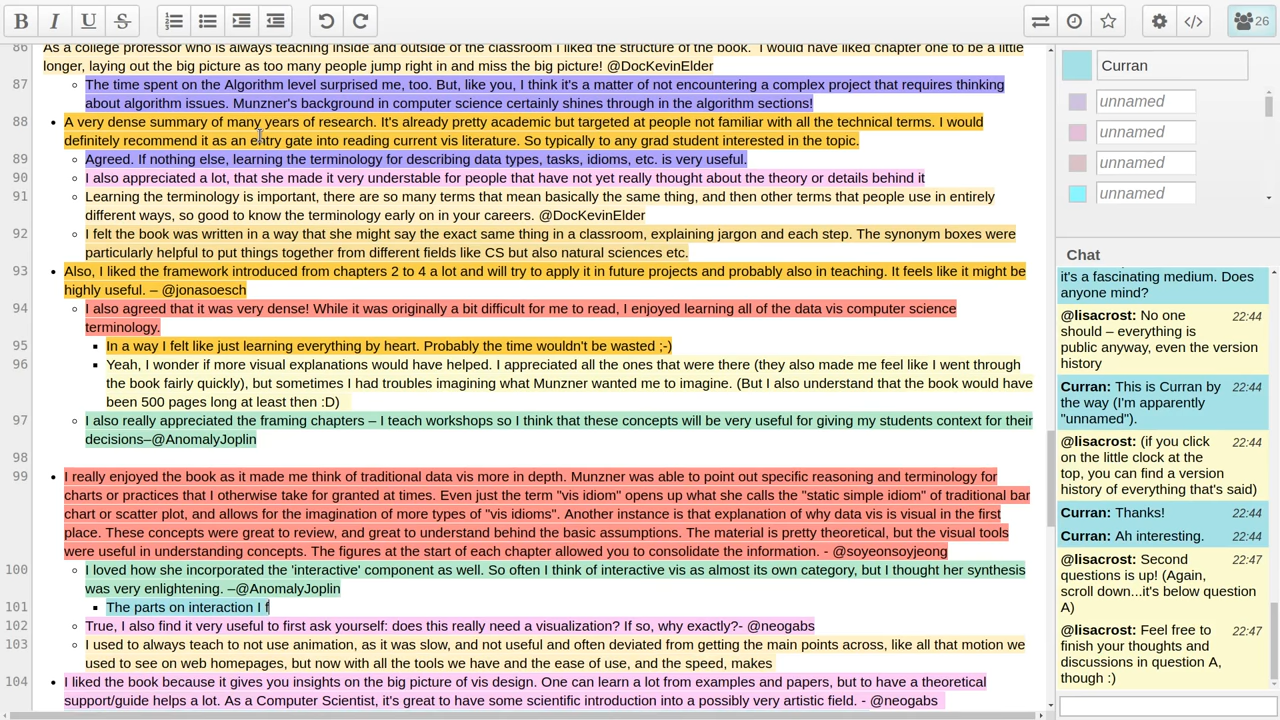 B I U S
26
86 As a college professor who is always teaching inside and outside of the classroom I liked the structure of the book. I would have liked chapter one to be a little
longer, laying out the big picture as too many people jump right in and miss the big picture! @DocKevinElder
87 The time spent on the Algorithm level surprised me, too. But, like you, I think it's a matter of not encountering a complex project that requires thinking
about algorithm issues. Munzner's background in computer science certainly shines through in the algorithm sections!
88 A very dense summary of many years of research. It's already pretty academic but targeted at people not familiar with all the technical terms. I would
definitely recommend it as an entry gate into reading current vis literature. So typically to any grad student interested in the topic.
89 Agreed. If nothing else, learning the terminology for describing data types, tasks, idioms, etc. is very useful.
90 I also appreciated a lot, that she made it very understable for people that have not yet really thought about the theory or details behind it
91 Learning the terminology is important, there are so many terms that mean basically the same thing, and then other terms that people use in entirely
different ways, so good to know the terminology early on in your careers. @DocKevinElder
92 I felt the book was written in a way that she might say the exact same thing in a classroom, explaining jargon and each step. The synonym boxes were
particularly helpful to put things together from different fields like CS but also natural sciences etc.
93 Also, I liked the framework introduced from chapters 2 to 4 a lot and will try to apply it in future projects and probably also in teaching. It feels like it might be
highly useful. – @jonasoesch
94 I also agreed that it was very dense! While it was originally a bit difficult for me to read, I enjoyed learning all of the data vis computer science
terminology.
95 In a way I felt like just learning everything by heart. Probably the time wouldn't be wasted ;-)
96 Yeah, I wonder if more visual explanations would have helped. I appreciated all the ones that were there (they also made me feel like I went through
the book fairly quickly), but sometimes I had troubles imagining what Munzner wanted me to imagine. (But I also understand that the book would have
been 500 pages long at least then :D)
97 I also really appreciated the framing chapters – I teach workshops so I think that these concepts will be very useful for giving my students context for their
decisions–@AnomalyJoplin
98
99 I really enjoyed the book as it made me think of traditional data vis more in depth. Munzner was able to point out specific reasoning and terminology for
charts or practices that I otherwise take for granted at times. Even just the term "vis idiom" opens up what she calls the "static simple idiom" of traditional bar
chart or scatter plot, and allows for the imagination of more types of "vis idioms". Another instance is that explanation of why data vis is visual in the first
place. These concepts were great to review, and great to understand behind the basic assumptions. The material is pretty theoretical, but the visual tools
were useful in understanding concepts. The figures at the start of each chapter allowed you to consolidate the information. - @soyeonsoyjeong
100 I loved how she incorporated the 'interactive' component as well. So often I think of interactive vis as almost its own category, but I thought her synthesis
was very enlightening. –@AnomalyJoplin
101 The parts on interaction I f
102 True, I also find it very useful to first ask yourself: does this really need a visualization? If so, why exactly?- @neogabs
103 I used to always teach to not use animation, as it was slow, and not useful and often deviated from getting the main points across, like all that motion we
used to see on web homepages, but now with all the tools we have and the ease of use, and the speed, makes
104 I liked the book because it gives you insights on the big picture of vis design. One can learn a lot from examples and papers, but to have a theoretical
support/guide helps a lot. As a Computer Scientist, it's great to have some scientific introduction into a possibly very artistic field. - @neogabs
Curran
unnamed
unnamed
unnamed
unnamed
Chat
it's a fascinating medium. Does
anyone mind?
@lisacrost: No one 22:44
should – everything is
public anyway, even the version
history
Curran: This is Curran by 22:44
the way (I'm apparently
"unnamed").
@lisacrost: (if you click 22:44
on the little clock at the
top, you can find a version
history of everything that's said)
Curran: Thanks! 22:44
Curran: Ah interesting. 22:44
@lisacrost: Second 22:47
questions is up! (Again,
scroll down...it's below question
A)
@lisacrost: Feel free to 22:47
finish your thoughts and
discussions in question A,
though :)